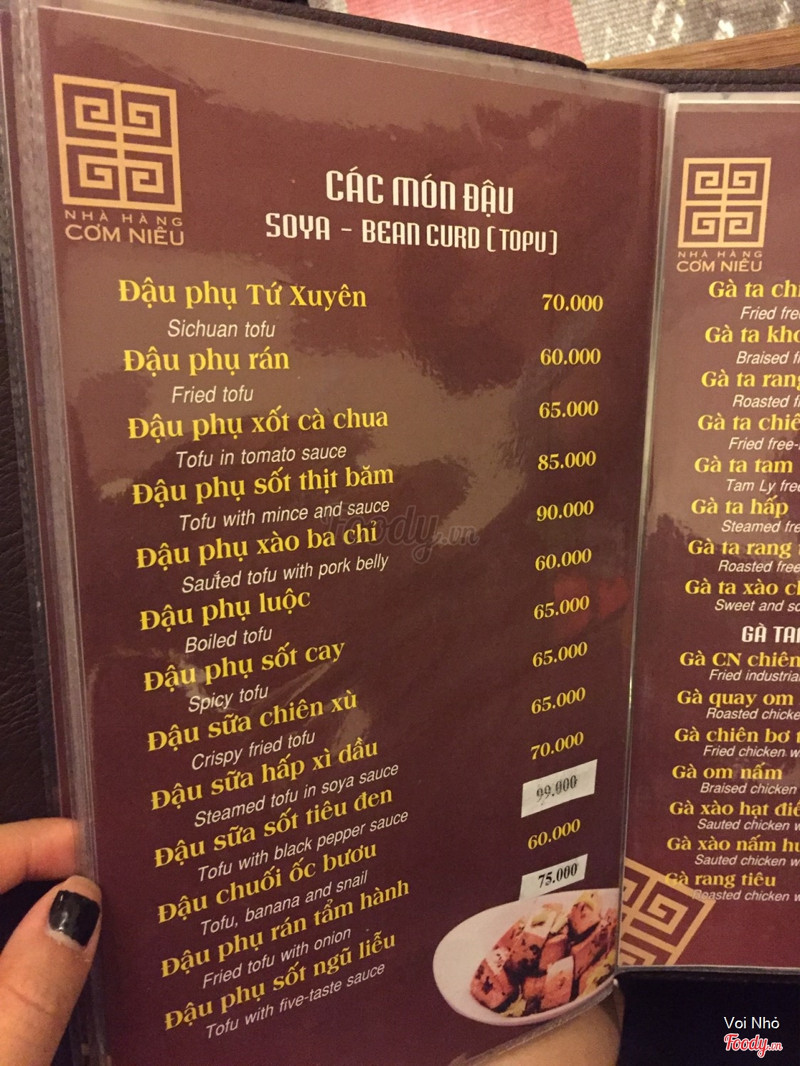 NHÀ HÀNG
CƠM NIÊU
CÁC MÓN ĐẬU
SOYA - BEAN CURD (TOPU)
Đậu phụ Tứ Xuyên 70.000
Sichuan tofu
Đậu phụ rán 60.000
Fried tofu
Đậu phụ xốt cà chua 65.000
Tofu in tomato sauce
Đậu phụ sốt thịt băm 85.000
Tofu with mince and sauce
Đậu phụ xào ba chỉ 90.000
Sauted tofu with pork belly
Đậu phụ luộc 60.000
Boiled tofu
Đậu phụ sốt cay 65.000
Spicy tofu
Đậu sữa chiên xù 65.000
Crispy fried tofu
Đậu sữa hấp xì dầu 65.000
Steamed tofu in soya sauce
Đậu sữa sốt tiêu đen 70.000
Tofu with black pepper sauce
Đậu chuối ốc bươu 99.000
Tofu, banana and snail
Đậu phụ rán tẩm hành 60.000
Fried tofu with onion
Đậu phụ sốt ngũ liễu 75.000
Tofu with five-taste sauce
NHÀ HÀNG
CƠM NIÊU
Gà ta
Fried
Gà ta
Braised
Gà ta rang
Roasted
Gà ta
Fried
Gà ta tam
Tam Ly
Gà ta hấp
Steamed
Gà ta rang
Roasted
Gà ta xào
Sweet and
GÀ
Gà CN chiên
Fried
Gà quay om
Roasted
Gà chiên bơ
Fried chicken
Gà om nấm
Braised chicken
Gà xào hạt
Sauted chicken
Gà xào nấm
Sauted chicken
Gà rang tiêu
Roasted chicken
Foody.vn
Voi Nhỏ
Foody.vn